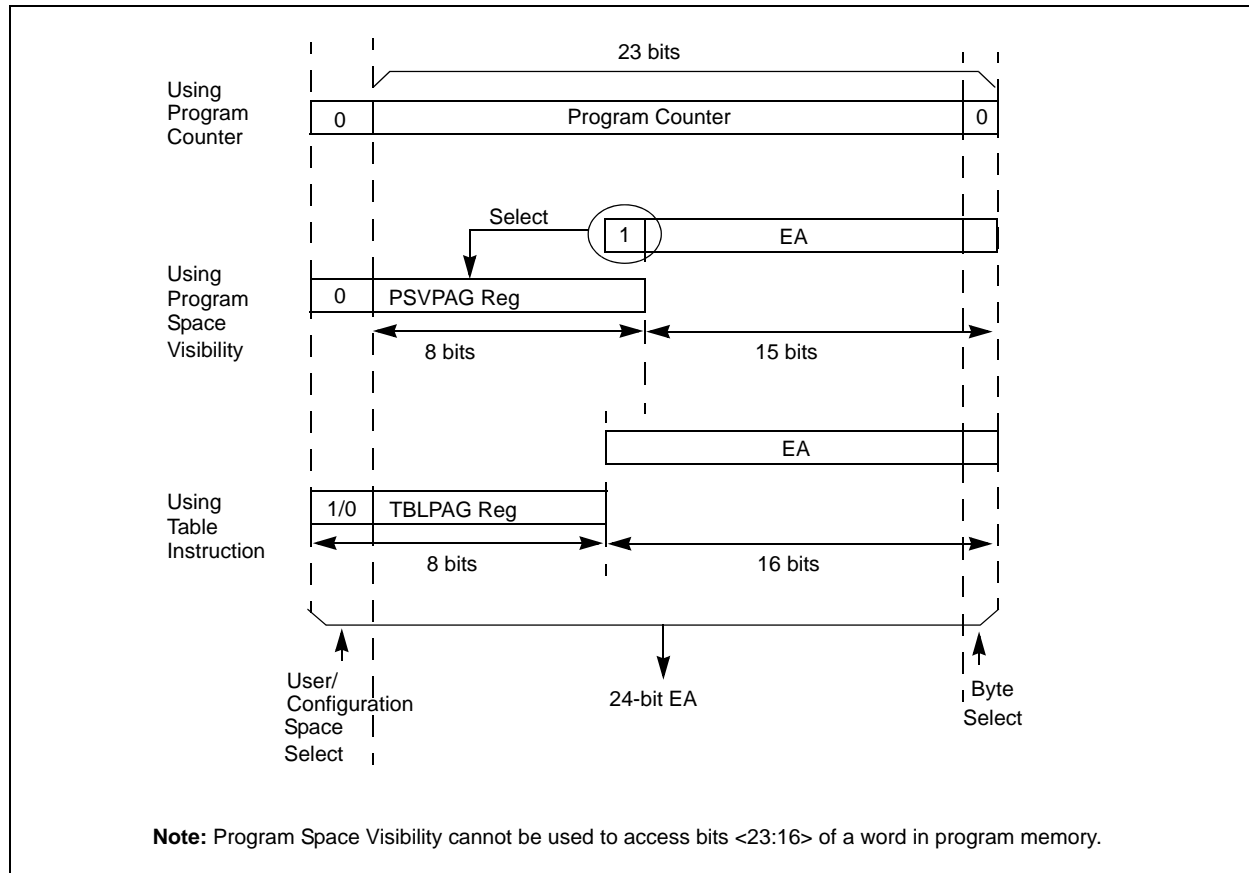 23 bits
Using
Program
Counter
0
Program Counter
0
Select
1
EA
Using
Program
Space
Visibility
0
PSVPAG Reg
8 bits
15 bits
EA
Using
Table
Instruction
1/0
TBLPAG Reg
8 bits
16 bits
User/
Configuration
Space
Select
24-bit EA
Byte
Select
Note: Program Space Visibility cannot be used to access bits <23:16> of a word in program memory.